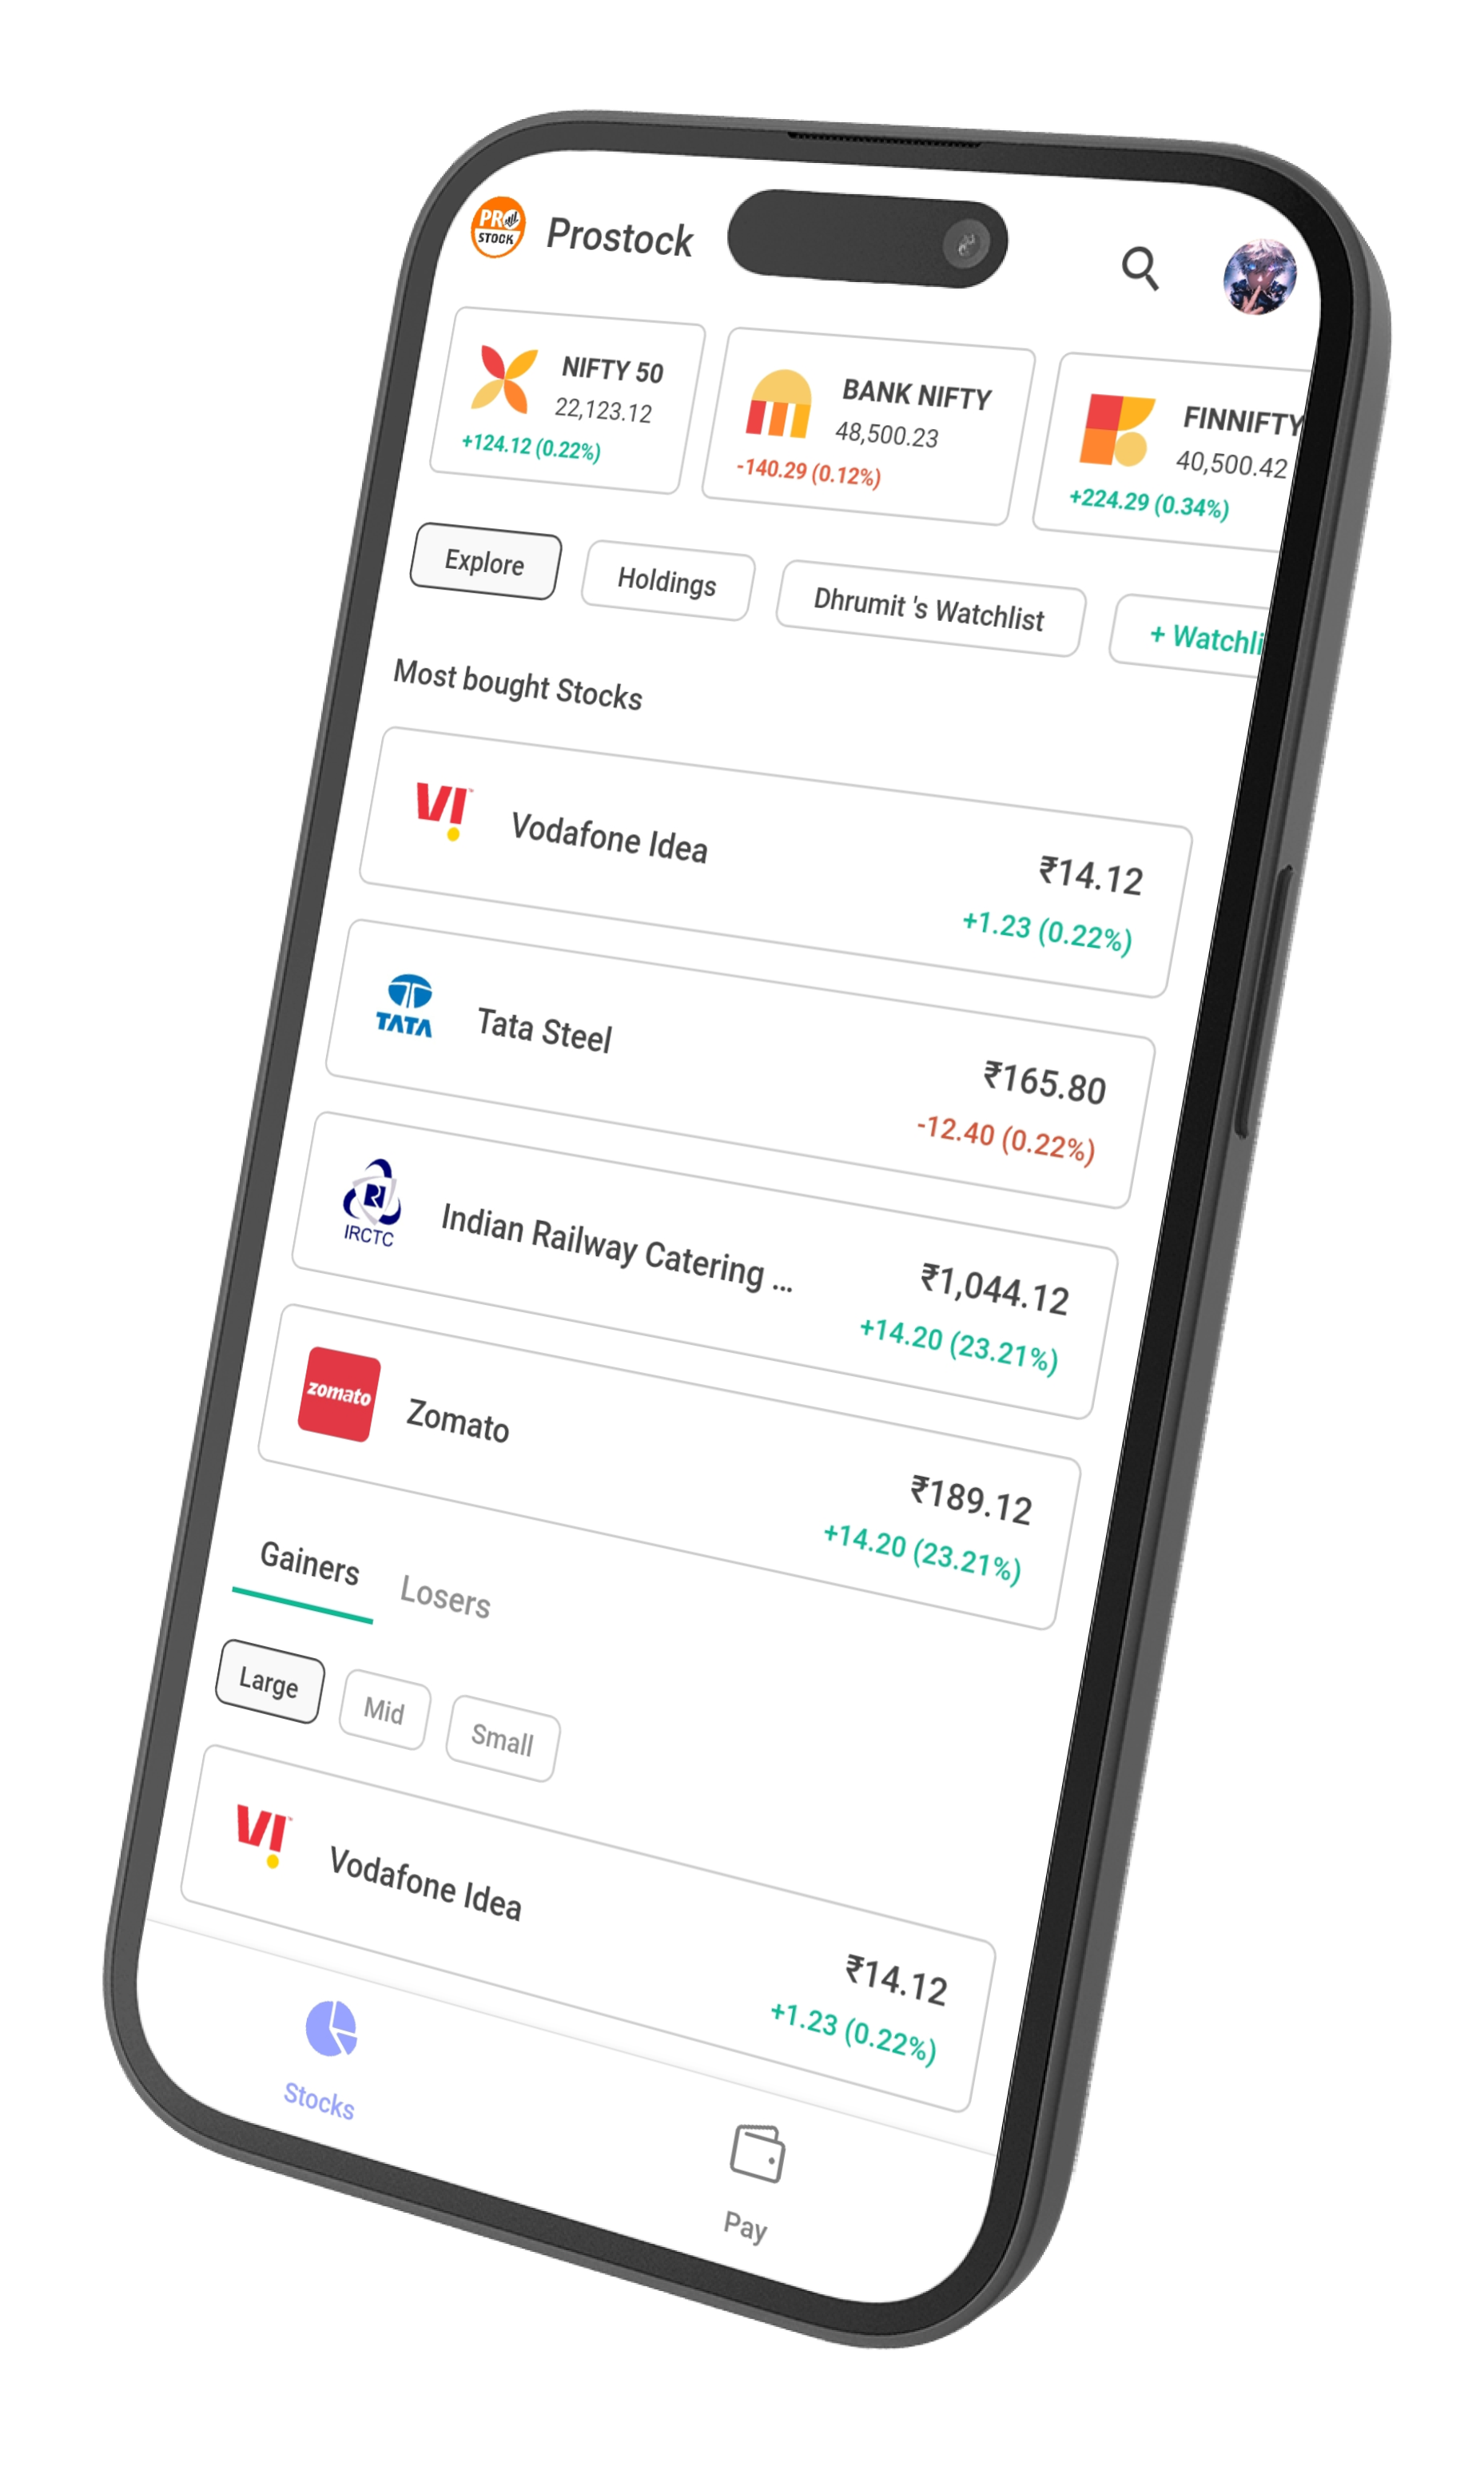 PRO
STOCK
Prostock
NIFTY 50
22,123.12
+124.12 (0.22%)
BANK NIFTY
48,500.23
-140.29 (0.12%)
FINNIFTY
40,500.42
+224.29 (0.34%)
Explore
Holdings
Dhrumit 's Watchlist
+ Watchli
Most bought Stocks
VI
Vodafone Idea
₹14.12
+1.23 (0.22%)
TATA
Tata Steel
₹165.80
-12.40 (0.22%)
IRCTC
Indian Railway Catering ...
₹1,044.12
+14.20 (23.21%)
zomato
Zomato
₹189.12
+14.20 (23.21%)
Gainers
Losers
Large
Mid
Small
VI
Vodafone Idea
₹14.12
+1.23 (0.22%)
Stocks
Pay